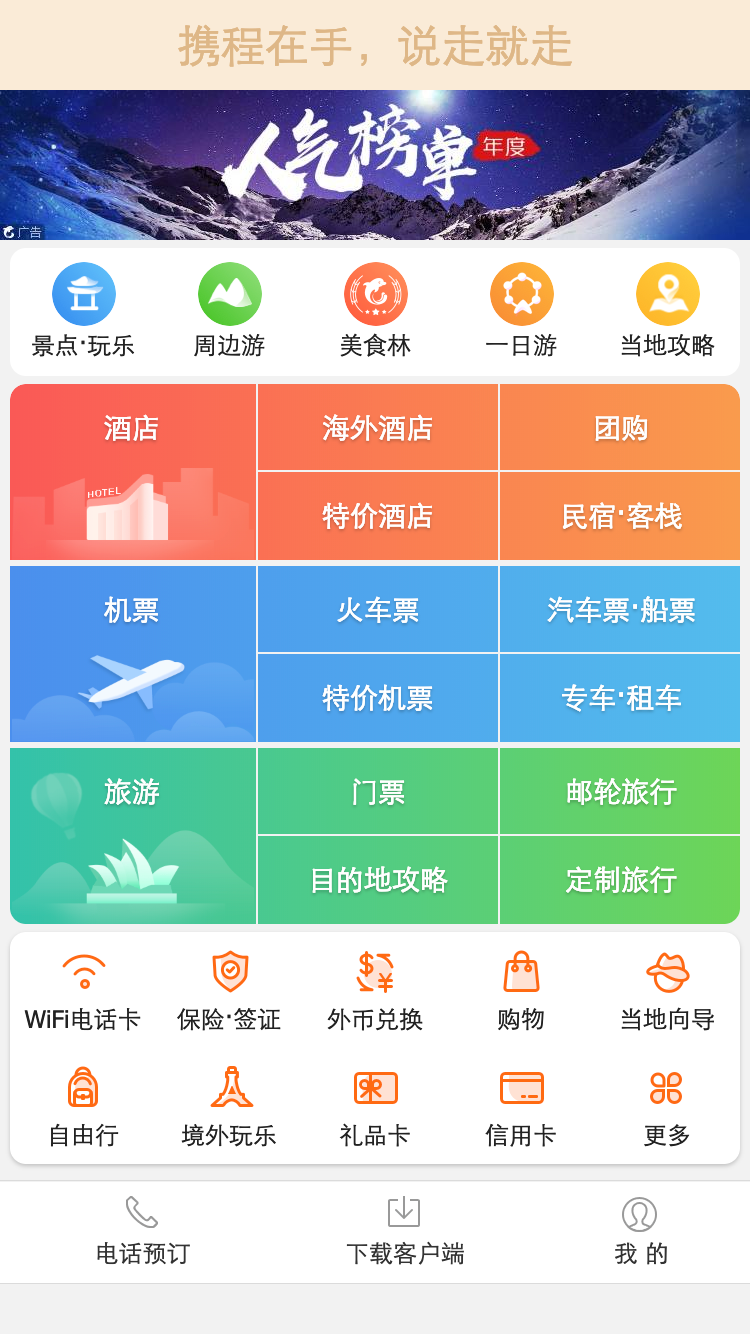 携程在手，说走就走
人气榜单 年度
广告
景点·玩乐 周边游 美食林 一日游 当地攻略
酒店 海外酒店 团购
HOTEL
特价酒店 民宿·客栈
机票 火车票 汽车票·船票
特价机票 专车·租车
旅游 门票 邮轮旅行
目的地攻略 定制旅行
WiFi电话卡 保险·签证 外币兑换 购物 当地向导
自由行 境外玩乐 礼品卡 信用卡 更多
电话预订 下载客户端 我 的